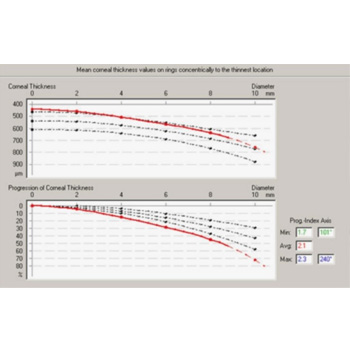 Mean corneal thickness values on rings concentrically to the thinnest location
Corneal Thickness
Diameter
0 2 4 6 8 10 mm
400
500
600
700
800
900
µm
Progression of Corneal Thickness
Diameter
0 2 4 6 8 10 mm
0
10
20
30
40
50
60
70
80
%
Prog.-Index Axis
Min: 1.7 101°
Avg: 2.1
Max: 2.3 240°